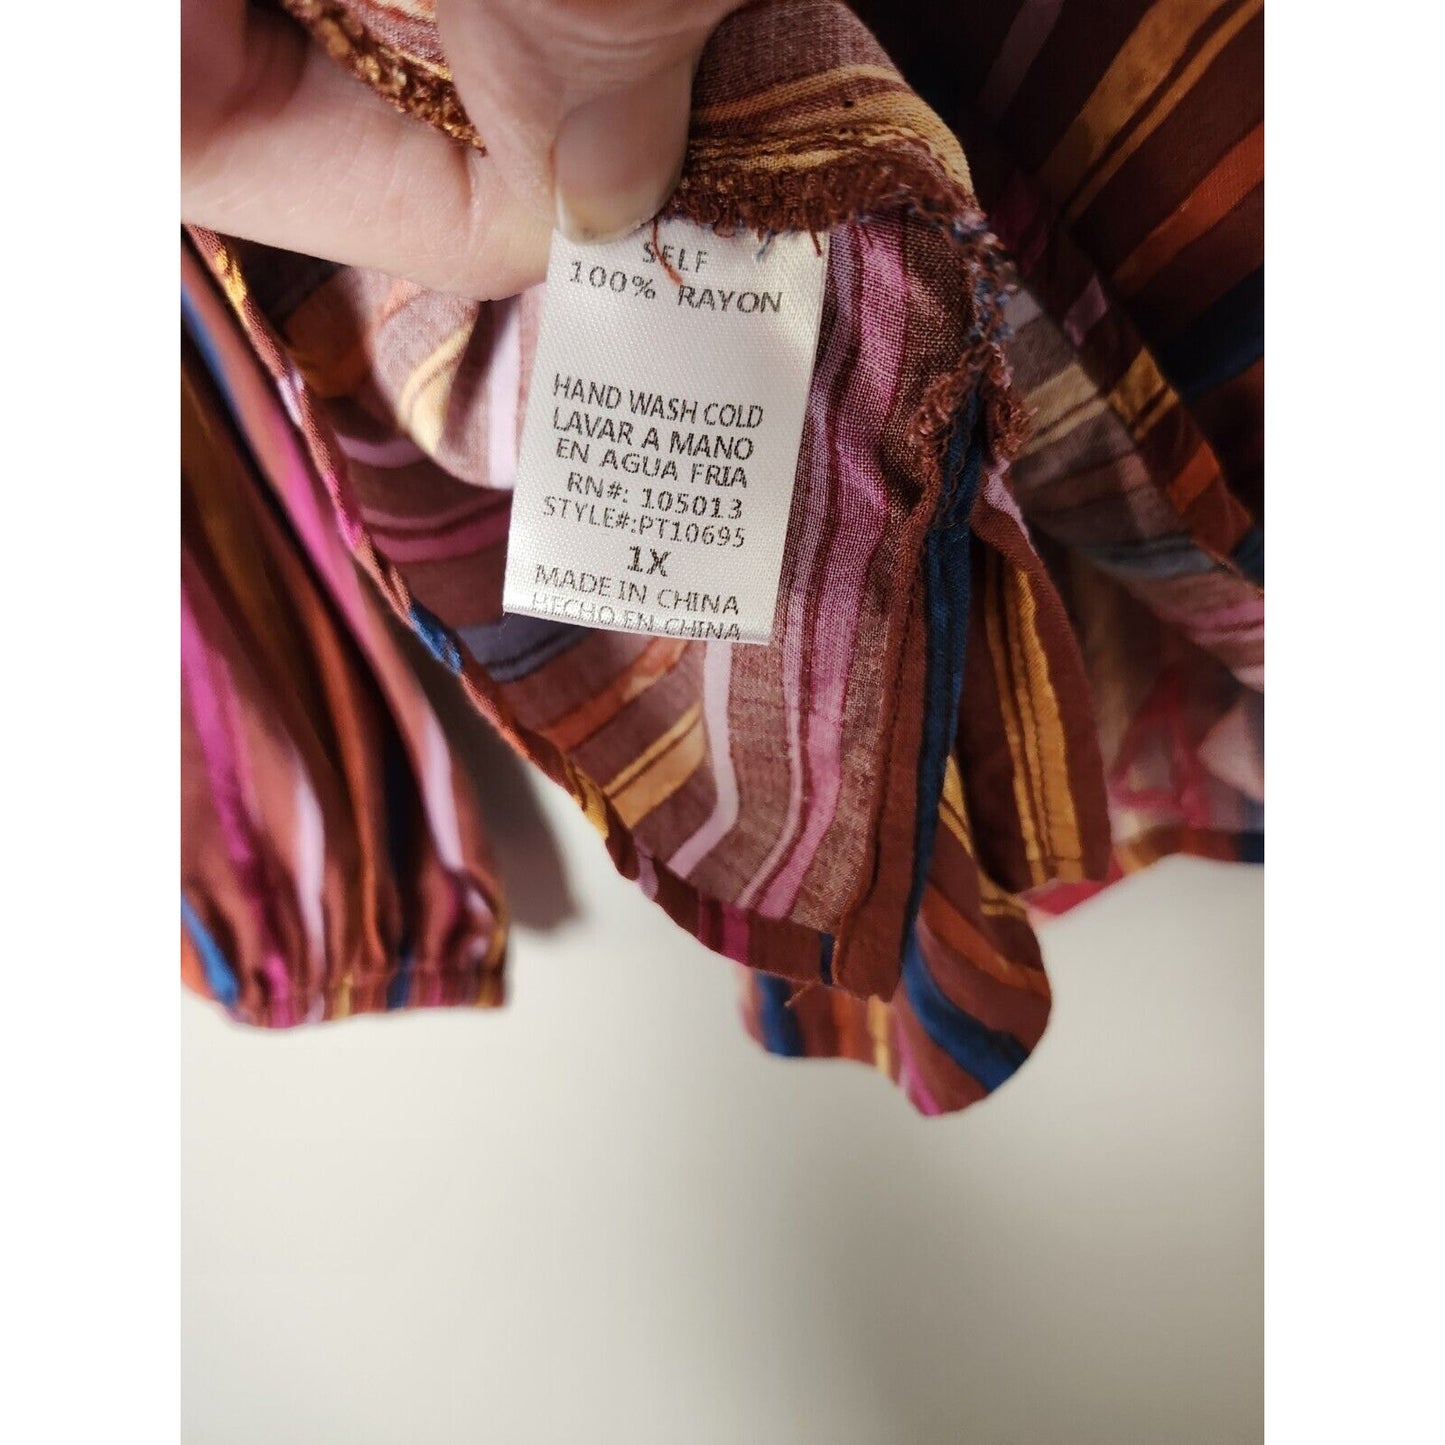 SELF
100% RAYON
HAND WASH COLD
LAVAR A MANO
EN AGUA FRIA
RN#: 105013
STYLE#:PT10695
1X
MADE IN CHINA
HECHO EN CHINA